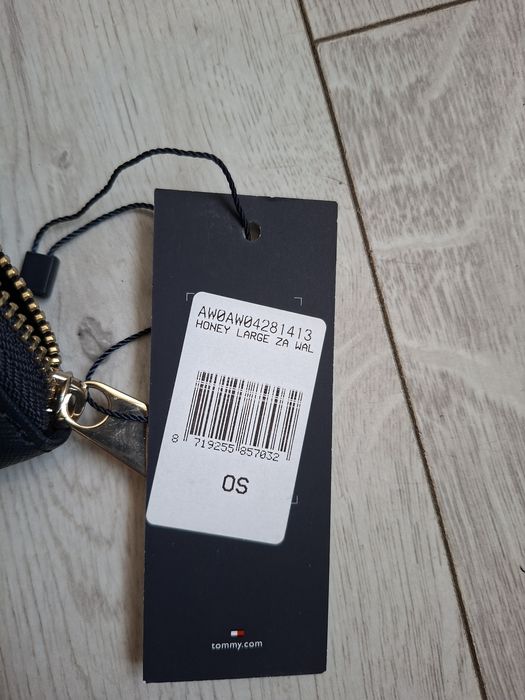 AW0AW04281413
HONEY LARGE ZA WAL
8 719255 857032
OS
tommy.com